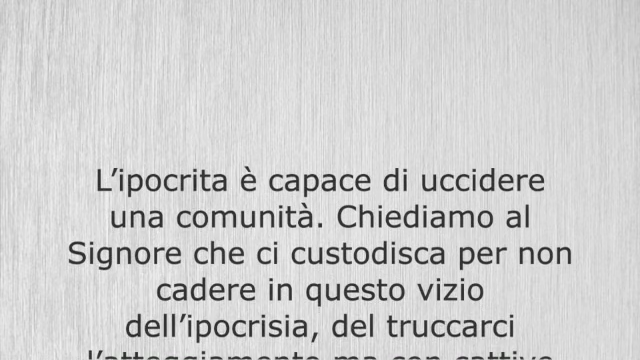 L’ipocrita è capace di uccidere
una comunità. Chiediamo al
Signore che ci custodisca per non
cadere in questo vizio
dell’ipocrisia, del truccarci
l’atteggiamento ma con cattive